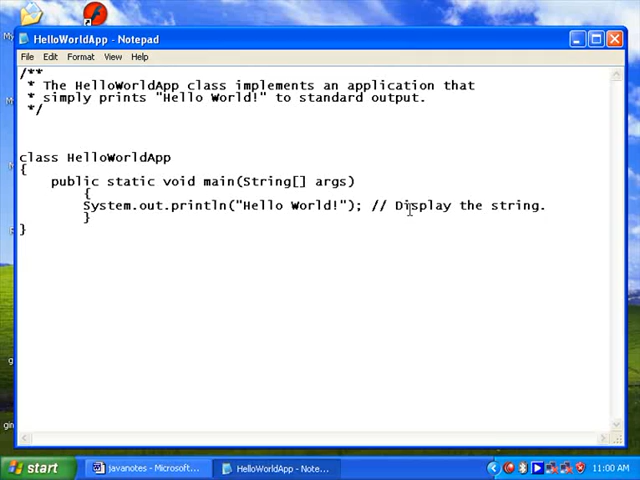 HelloWorldApp - Notepad
File Edit Format View Help
/**
* The HelloWorldApp class implements an application that
* simply prints "Hello World!" to standard output.
*/
class HelloWorldApp
{
public static void main(String[] args)
{
System.out.println("Hello World!"); // Display the string.
}
}
start
javanotes - Microsoft...
HelloWorldApp - Note...
11:00 AM